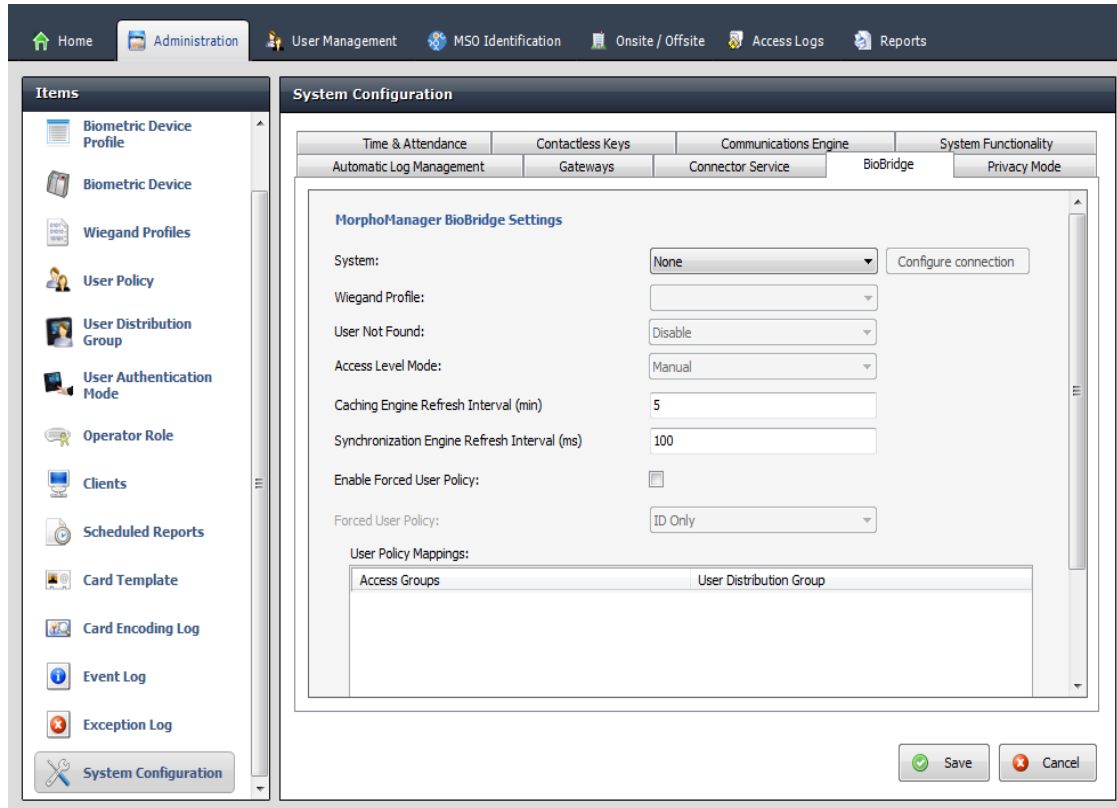 Home
Administration
User Management
MSO Identification
Onsite / Offsite
Access Logs
Reports
Items
Biometric Device
Profile
Biometric Device
Wiegand Profiles
User Policy
User Distribution
Group
User Authentication
Mode
Operator Role
Clients
Scheduled Reports
Card Template
Card Encoding Log
Event Log
Exception Log
System Configuration
System Configuration
Time & Attendance
Contactless Keys
Communications Engine
System Functionality
Automatic Log Management
Gateways
Connector Service
BioBridge
Privacy Mode
MorphoManager BioBridge Settings
System:
None
Configure connection
Wiegand Profile:
User Not Found:
Disable
Access Level Mode:
Manual
Caching Engine Refresh Interval (min)
5
Synchronization Engine Refresh Interval (ms)
100
Enable Forced User Policy:
Forced User Policy:
ID Only
User Policy Mappings:
Access Groups
User Distribution Group
Save
Cancel